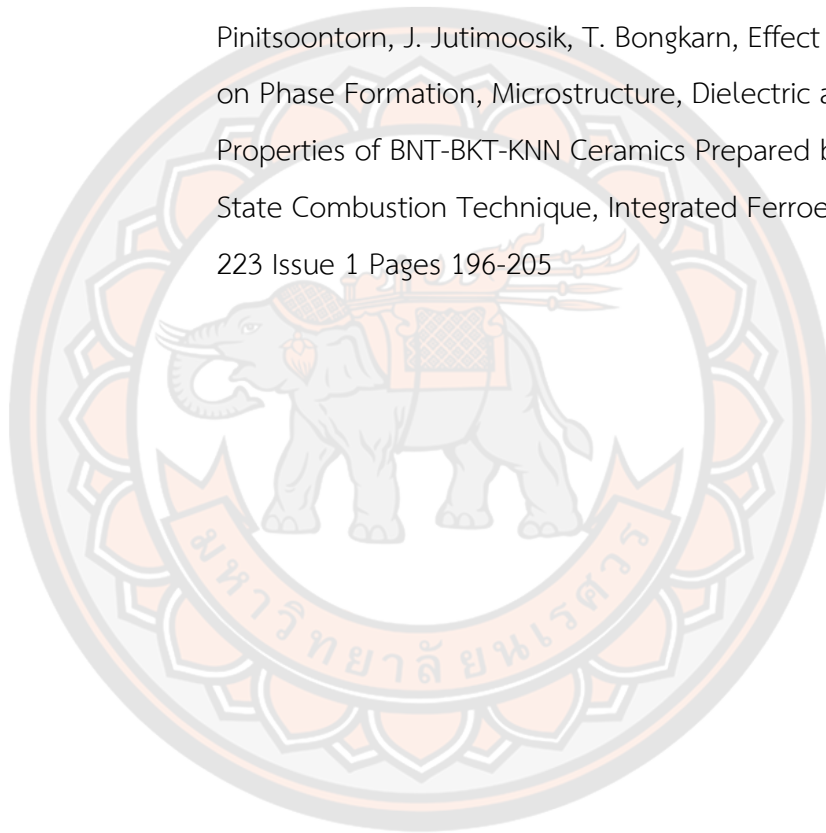 Pinitsoontorn, J. Jutimoosik, T. Bongkarn, Effect
on Phase Formation, Microstructure, Dielectric
Properties of BNT-BKT-KNN Ceramics Prepared
State Combustion Technique, Integrated
223 Issue 1 Pages 196-205
มหาวิทยาลัยนเรศวร